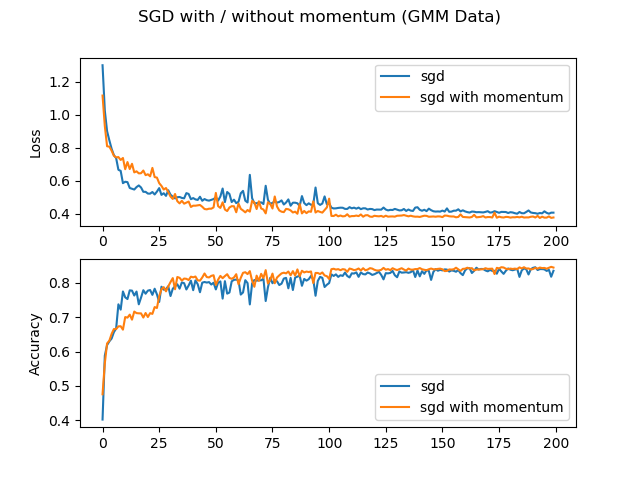 SGD with / without momentum (GMM Data)
1.2
1.0
0.8
0.6
0.4
Loss
sgd
sgd with momentum
0 25 50 75 100 125 150 175 200
0.8
0.7
0.6
0.5
0.4
Accuracy
sgd
sgd with momentum
0 25 50 75 100 125 150 175 200